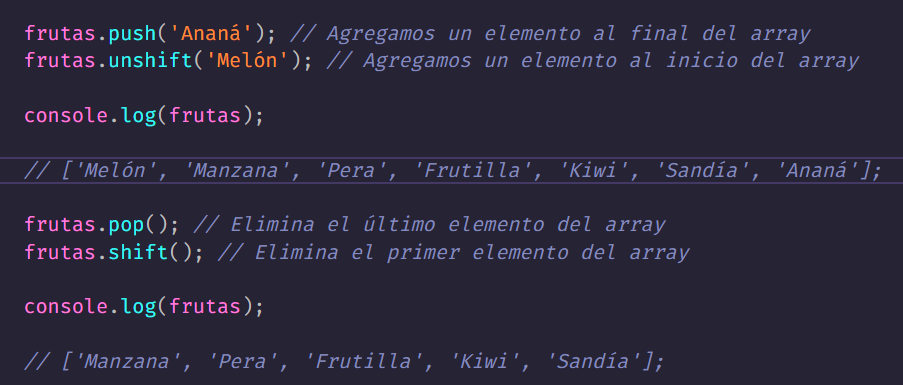 frutas.push('Ananá'); // Agregamos un elemento al final del array
frutas.unshift('Melón'); // Agregamos un elemento al inicio del array
console.log(frutas);
// ['Melón', 'Manzana', 'Pera', 'Frutilla', 'Kiwi', 'Sandía', 'Ananá'];
frutas.pop(); // Elimina el último elemento del array
frutas.shift(); // Elimina el primer elemento del array
console.log(frutas);
// ['Manzana', 'Pera', 'Frutilla', 'Kiwi', 'Sandía'];